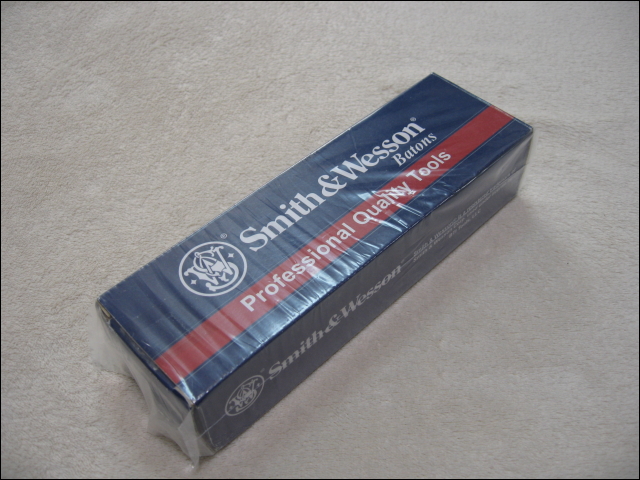 Smith & Wesson®
Batons
Professional Quality Tools
Smith & Wesson